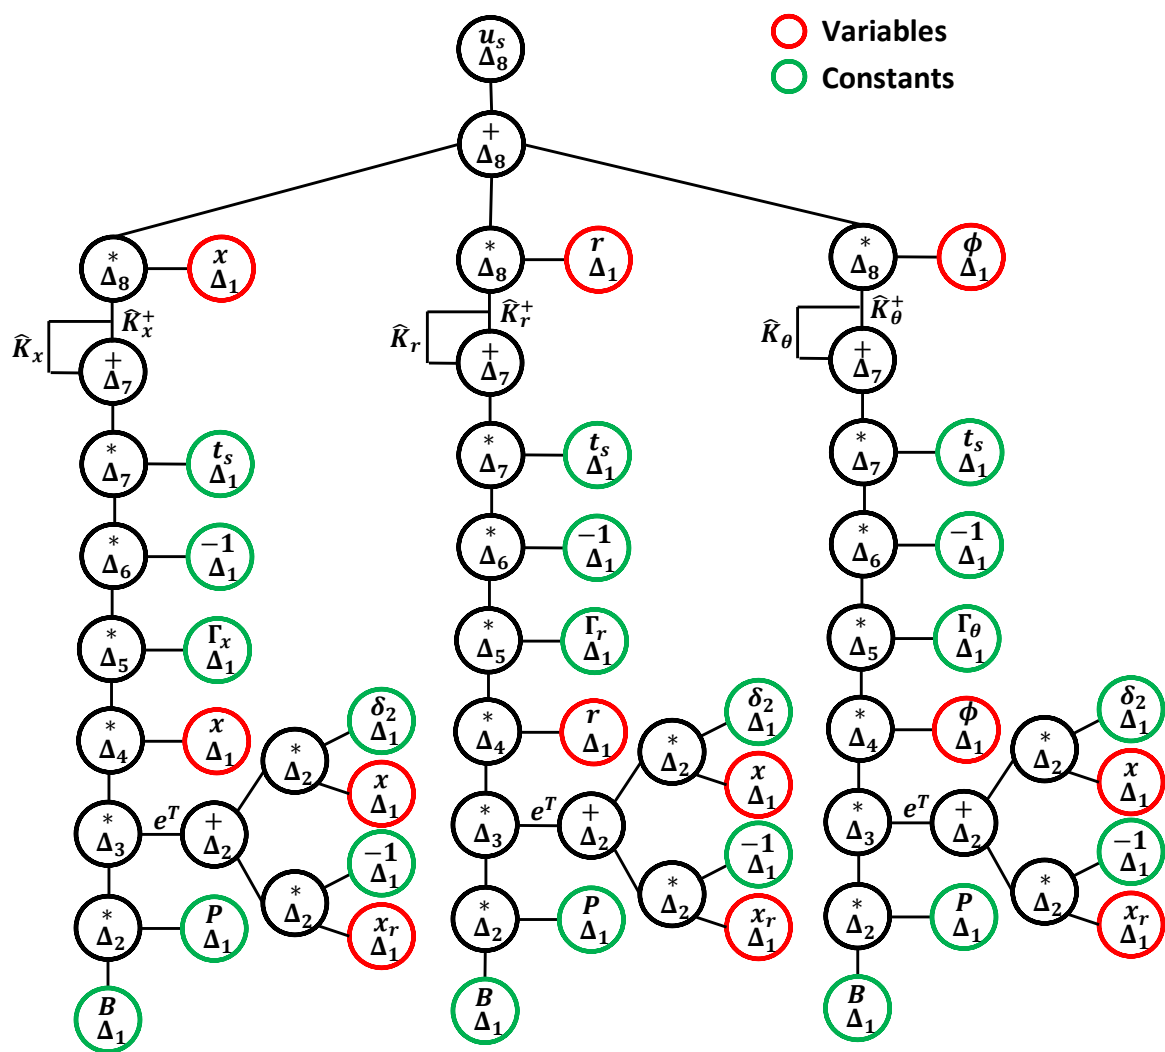 u_s
Δ_8
Variables
Constants
+
Δ_8
*
Δ_8
x
Δ_1
*
Δ_8
r
Δ_1
*
Δ_8
ϕ
Δ_1
K̂_x
K̂_x^+
K̂_r
K̂_r^+
K̂_θ
K̂_θ^+
+
Δ_7
+
Δ_7
+
Δ_7
*
Δ_7
t_s
Δ_1
*
Δ_7
t_s
Δ_1
*
Δ_7
t_s
Δ_1
*
Δ_6
−1
Δ_1
*
Δ_6
−1
Δ_1
*
Δ_6
−1
Δ_1
*
Δ_5
Γ_x
Δ_1
*
Δ_5
Γ_r
Δ_1
*
Δ_5
Γ_θ
Δ_1
*
Δ_4
x
Δ_1
*
Δ_2
δ_2
Δ_1
x
Δ_1
*
Δ_4
r
Δ_1
*
Δ_2
δ_2
Δ_1
x
Δ_1
*
Δ_4
ϕ
Δ_1
*
Δ_2
δ_2
Δ_1
x
Δ_1
*
Δ_3
e^T
+
Δ_2
*
Δ_3
e^T
+
Δ_2
*
Δ_3
e^T
+
Δ_2
*
Δ_2
P
Δ_1
*
Δ_2
−1
Δ_1
x_r
Δ_1
*
Δ_2
P
Δ_1
*
Δ_2
−1
Δ_1
x_r
Δ_1
*
Δ_2
P
Δ_1
*
Δ_2
−1
Δ_1
x_r
Δ_1
B
Δ_1
B
Δ_1
B
Δ_1